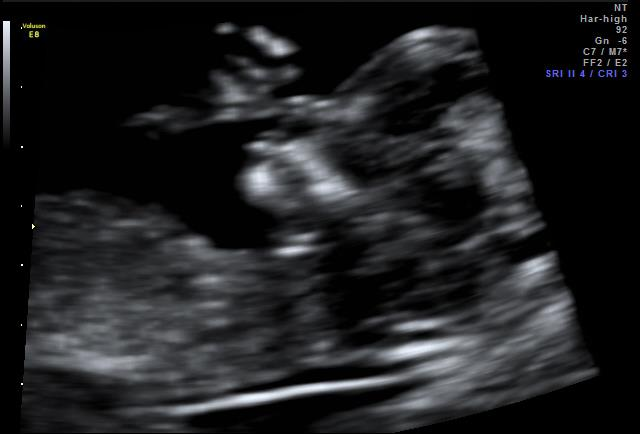 Voluson
E8
NT
Har-high
92
Gn -6
C7 / M7*
FF2 / E2
SRI II 4 / CRI 3